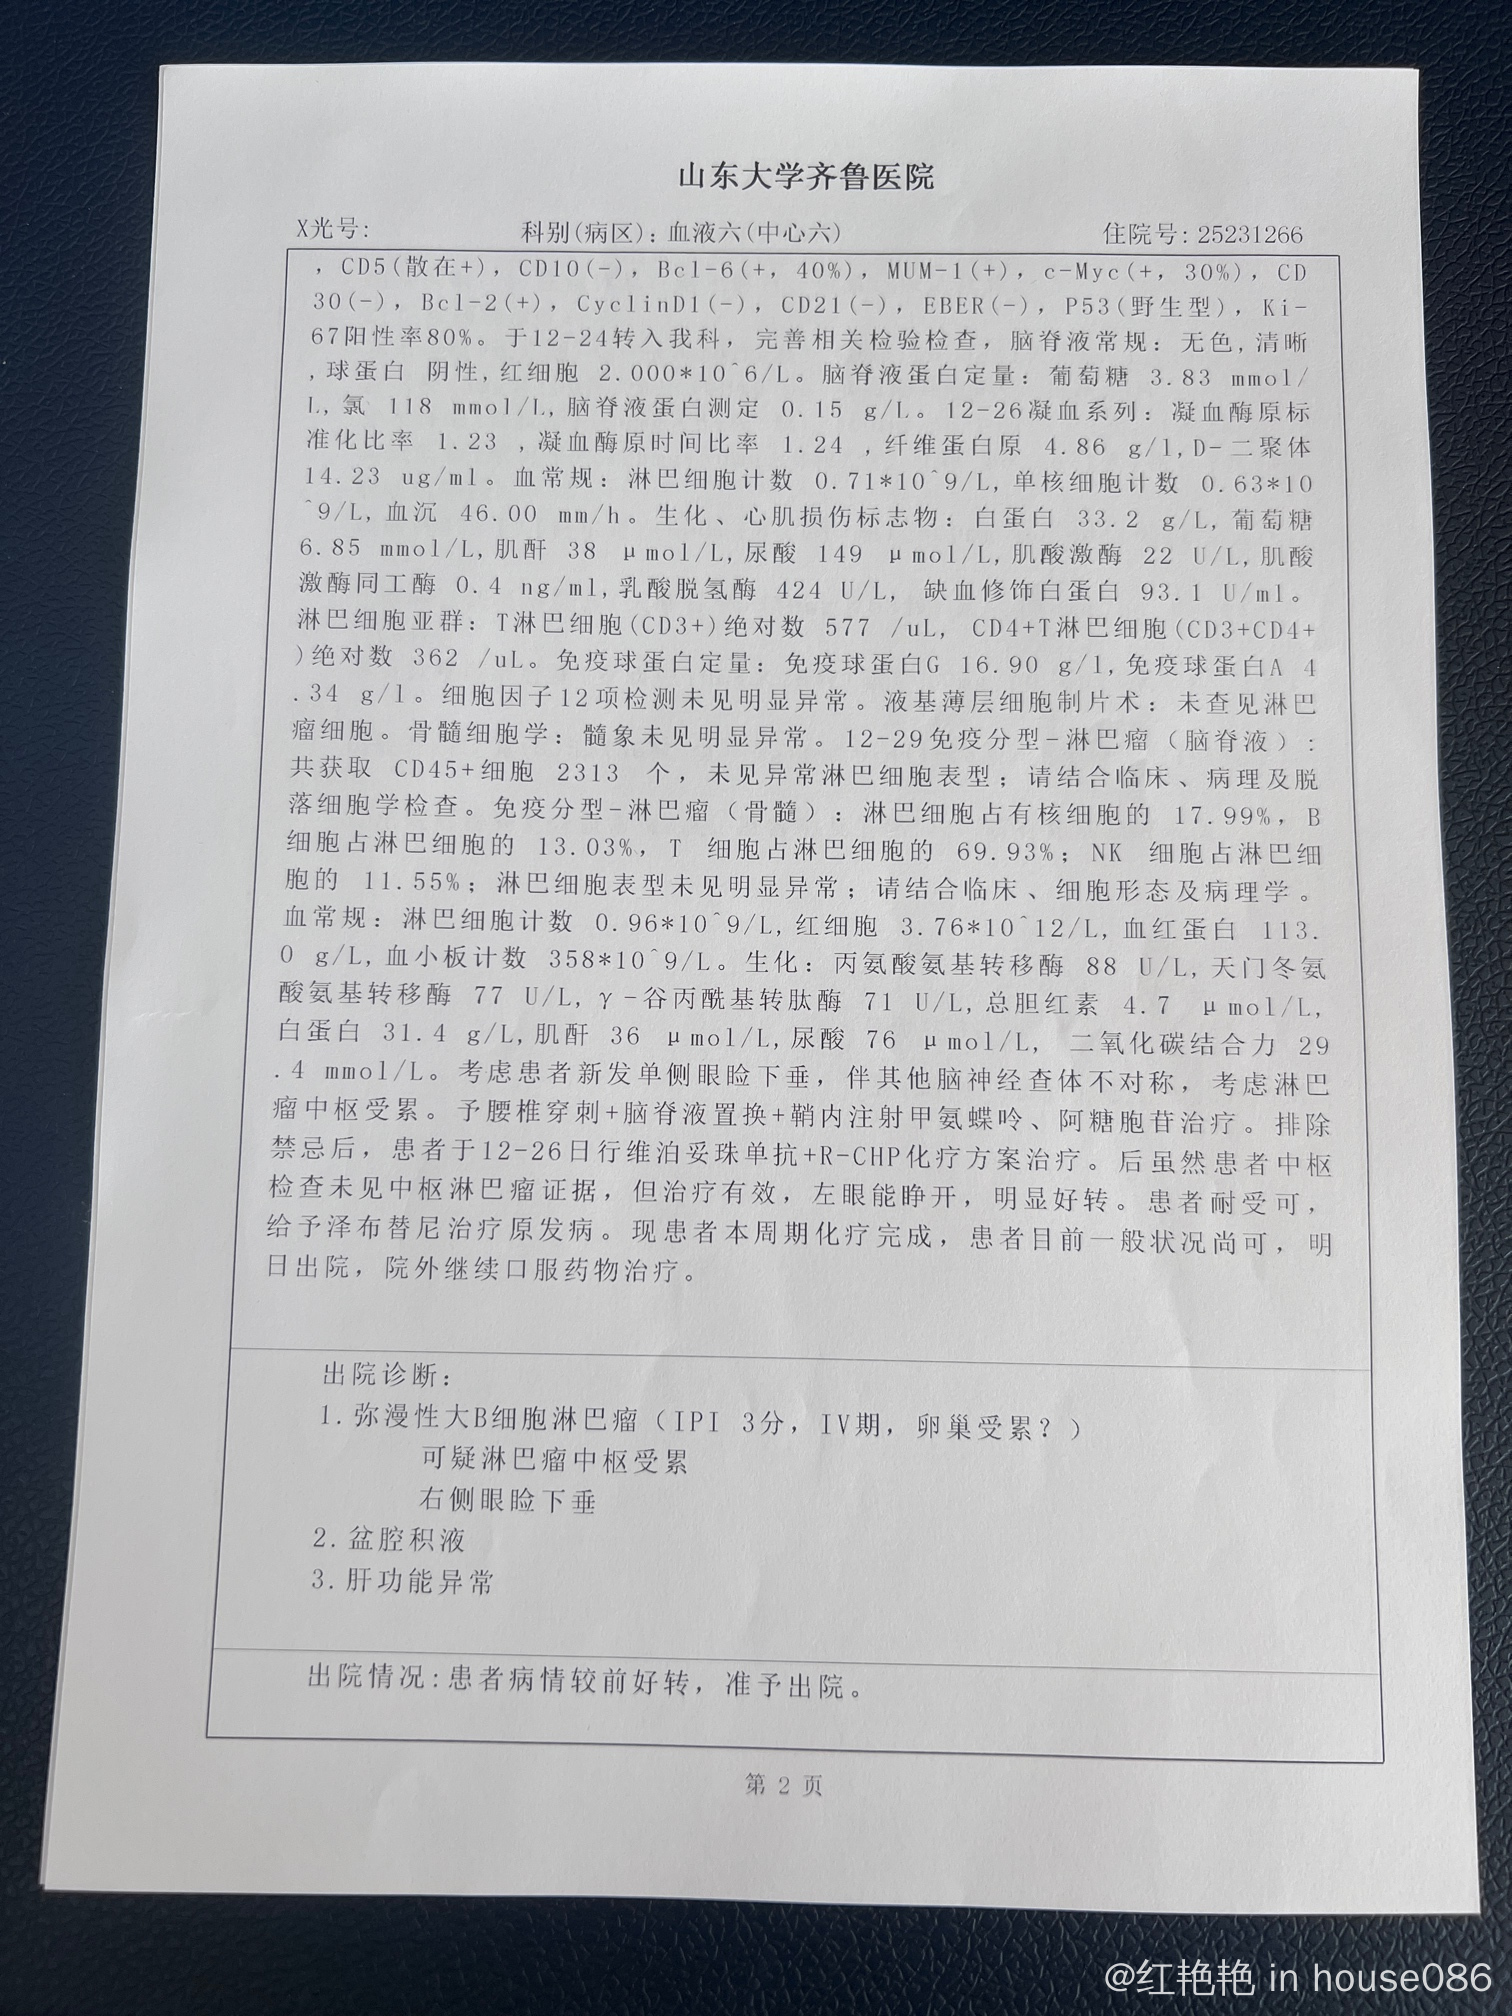 山东大学齐鲁医院
X光号: 科别(病区): 血液六(中心六) 住院号: 25231266
, CD5(散在+), CD10(-), Bcl-6(+, 40%), MUM-1(+), c-Myc(+, 30%), CD
30(-), Bcl-2(+), CyclinD1(-), CD21(-), EBER(-), P53(野生型), Ki-
67阳性率80%。于12-24转入我科，完善相关检验检查，脑脊液常规：无色,清晰
,球蛋白 阴性,红细胞 2.000*10^6/L。脑脊液蛋白定量：葡萄糖 3.83 mmol/
L,氯 118 mmol/L,脑脊液蛋白测定 0.15 g/L。12-26凝血系列：凝血酶原标
准化比率 1.23 ,凝血酶原时间比率 1.24 ,纤维蛋白原 4.86 g/l,D-二聚体
14.23 ug/ml。血常规：淋巴细胞计数 0.71*10^9/L,单核细胞计数 0.63*10
^9/L,血沉 46.00 mm/h。生化、心肌损伤标志物：白蛋白 33.2 g/L,葡萄糖
6.85 mmol/L,肌酐 38 μmol/L,尿酸 149 μmol/L,肌酸激酶 22 U/L,肌酸
激酶同工酶 0.4 ng/ml,乳酸脱氢酶 424 U/L, 缺血修饰白蛋白 93.1 U/ml。
淋巴细胞亚群：T淋巴细胞(CD3+)绝对数 577 /uL, CD4+T淋巴细胞(CD3+CD4+
)绝对数 362 /uL。免疫球蛋白定量：免疫球蛋白G 16.90 g/l,免疫球蛋白A 4
.34 g/l。细胞因子12项检测未见明显异常。液基薄层细胞制片术：未查见淋巴
瘤细胞。骨髓细胞学：髓象未见明显异常。12-29免疫分型-淋巴瘤（脑脊液）:
共获取 CD45+细胞 2313 个，未见异常淋巴细胞表型；请结合临床、病理及脱
落细胞学检查。免疫分型-淋巴瘤（骨髓）：淋巴细胞占有核细胞的 17.99%，B
细胞占淋巴细胞的 13.03%，T 细胞占淋巴细胞的 69.93%；NK 细胞占淋巴细
胞的 11.55%；淋巴细胞表型未见明显异常；请结合临床、细胞形态及病理学。
血常规：淋巴细胞计数 0.96*10^9/L,红细胞 3.76*10^12/L,血红蛋白 113.
0 g/L,血小板计数 358*10^9/L。生化：丙氨酸氨基转移酶 88 U/L,天门冬氨
酸氨基转移酶 77 U/L,γ-谷丙酰基转肽酶 71 U/L,总胆红素 4.7 μmol/L,
白蛋白 31.4 g/L,肌酐 36 μmol/L,尿酸 76 μmol/L, 二氧化碳结合力 29
.4 mmol/L。考虑患者新发单侧眼睑下垂，伴其他脑神经查体不对称，考虑淋巴
瘤中枢受累。予腰椎穿刺+脑脊液置换+鞘内注射甲氨蝶呤、阿糖胞苷治疗。排除
禁忌后，患者于12-26日行维泊妥珠单抗+R-CHP化疗方案治疗。后虽然患者中枢
检查未见中枢淋巴瘤证据，但治疗有效，左眼能睁开，明显好转。患者耐受可，
给予泽布替尼治疗原发病。现患者本周期化疗完成，患者目前一般状况尚可，明
日出院，院外继续口服药物治疗。
出院诊断:
1.弥漫性大B细胞淋巴瘤（IPI 3分，IV期，卵巢受累？）
可疑淋巴瘤中枢受累
右侧眼睑下垂
2.盆腔积液
3.肝功能异常
出院情况:患者病情较前好转，准予出院。
第 2 页
@红艳艳 in house086